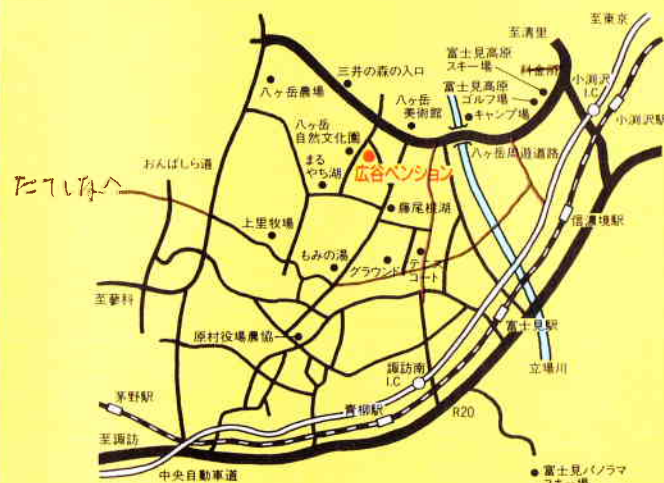 至東京
至清里
富士見高原
スキー場
料金所
小渕沢
I.C
三井の森の入口
富士見高原
ゴルフ場
キャンプ場
小渕沢駅
八ヶ岳農場
八ヶ岳
美術館
八ヶ岳
自然文化園
八ヶ岳周遊道路
おんばしら道
まる
やち湖
広谷ペンション
たてしなへ
藤尾根湖
信濃境駅
上里牧場
もみの湯
グラウンド
テニス
コート
至蓼科
富士見駅
原村役場農協
立場川
諏訪南
I.C
茅野駅
青柳駅
R20
至諏訪
中央自動車道
富士見パノラマ
スキー場